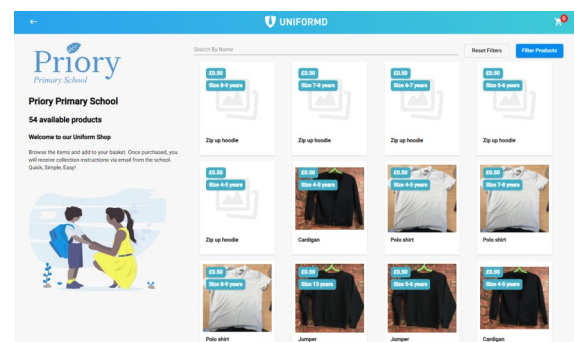 UNIFORMD
0
Priory
Primary School
Priory Primary School
54 available products
Welcome to our Uniform Shop
Browse the items and add to your basket. Once purchased, you
will receive collection instructions via email from the school.
Quick, Simple, Easy!
Search By Name
Reset Filters
Filter Products
£0.50
Size 8-9 years
Zip up hoodie
£0.50
Size 7-8 years
Zip up hoodie
£0.50
Size 6-7 years
Zip up hoodie
£0.50
Size 5-6 years
Zip up hoodie
£0.50
Size 4-5 years
Zip up hoodie
£0.50
Size 4-5 years
Cardigan
£0.50
Size 4-5 years
Polo shirt
£0.50
Size 7-8 years
Polo shirt
£0.50
Size 8-9 years
Polo shirt
£0.50
Size 13 years
Jumper
£0.50
Size 5-6 years
Jumper
£0.50
Size 4-5 years
Cardigan